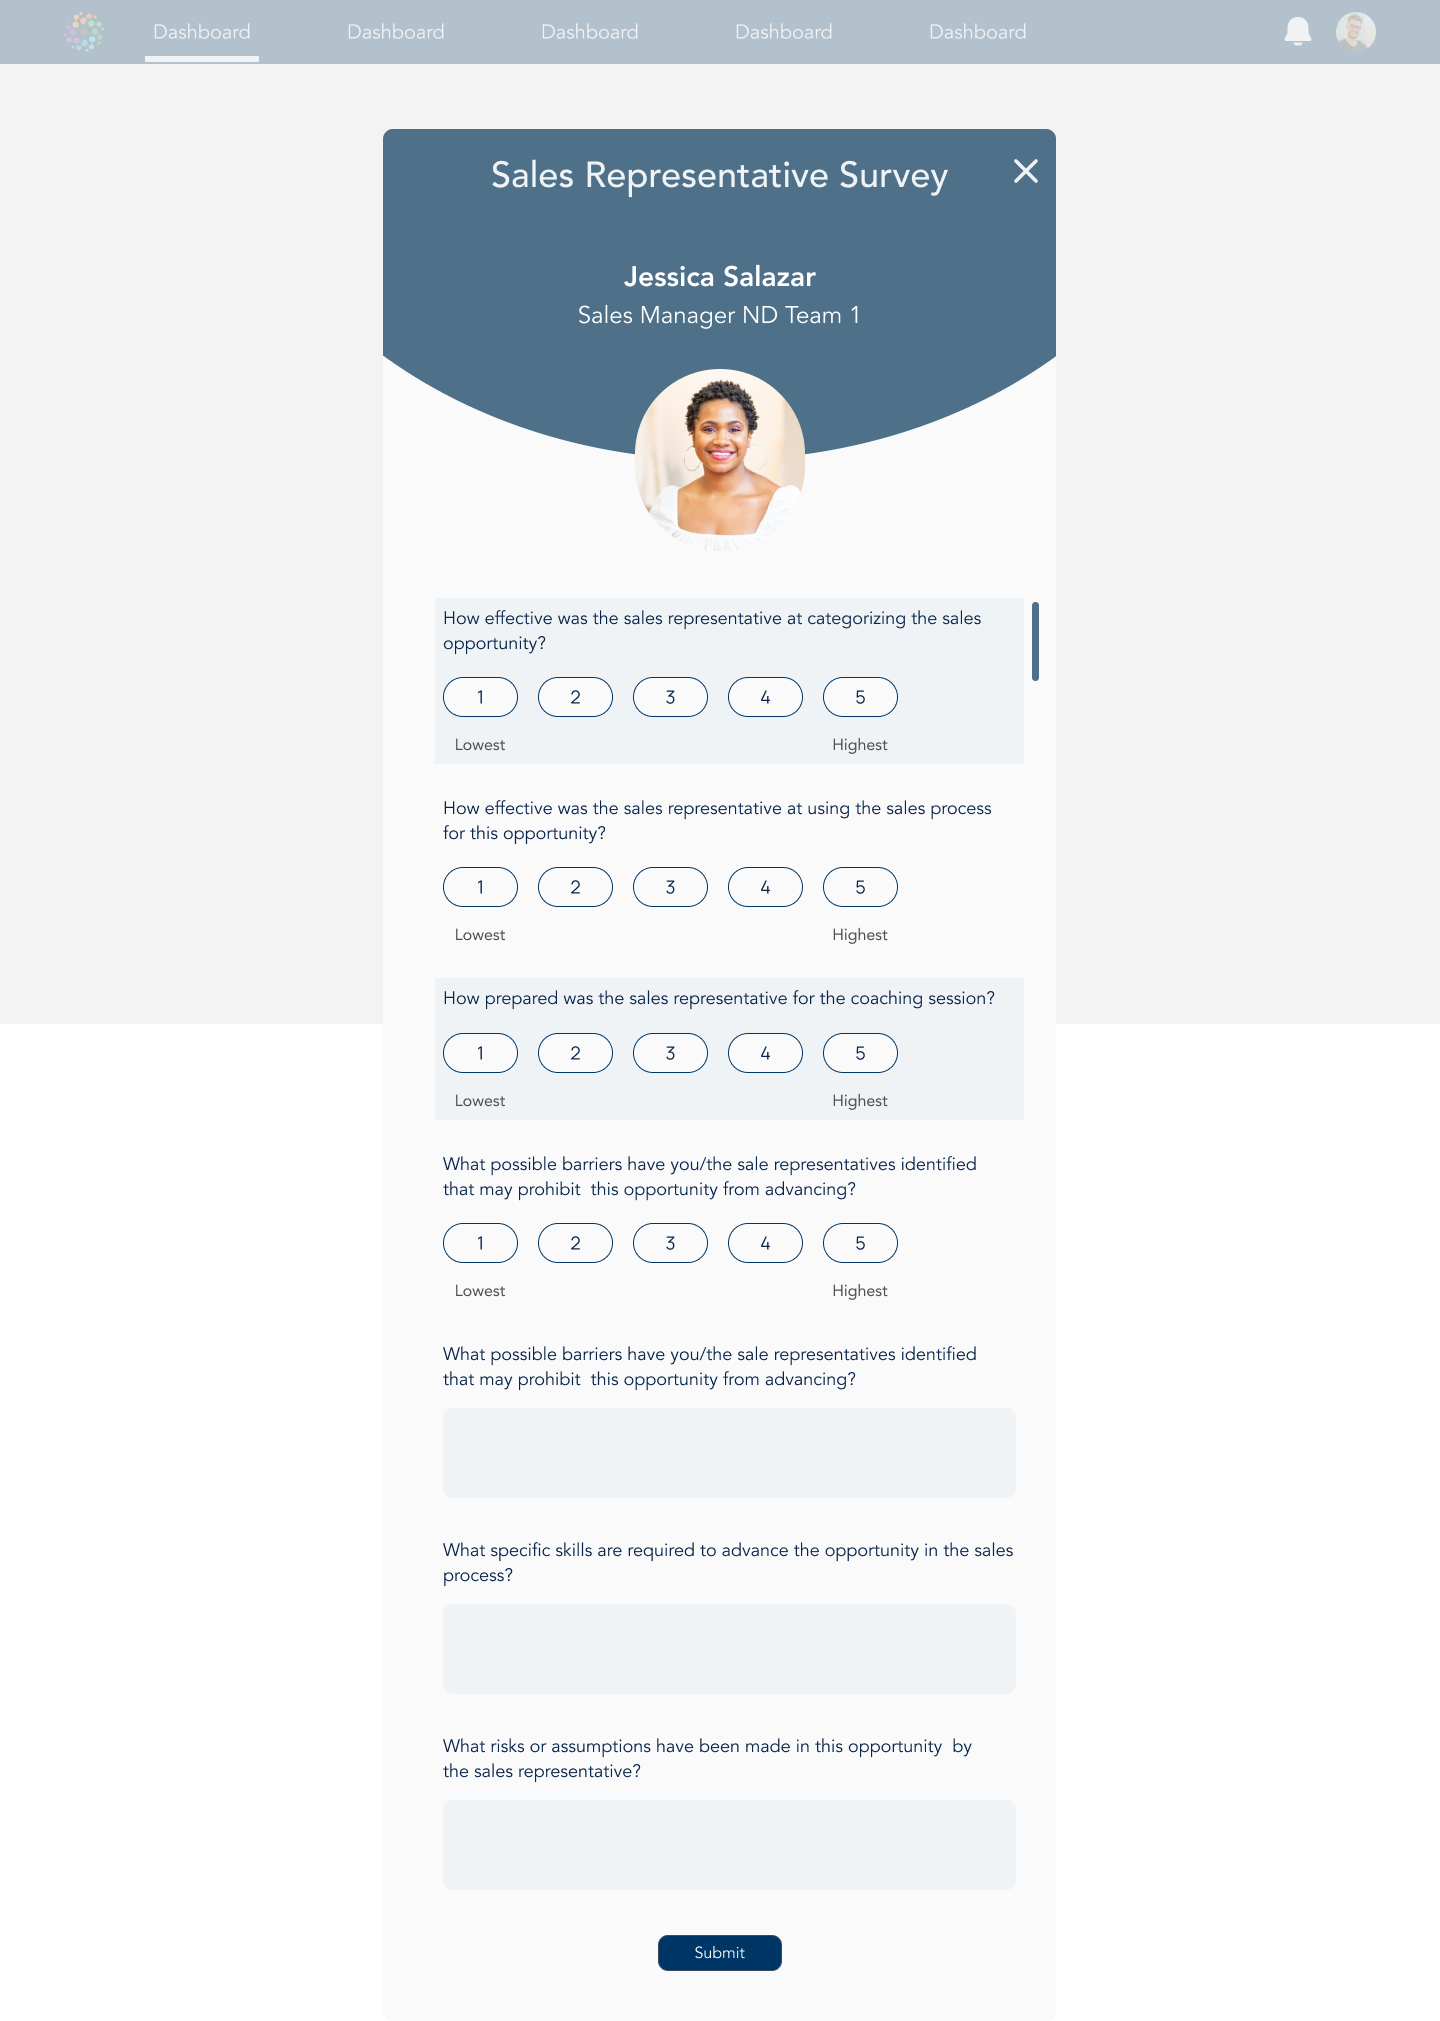 Dashboard Dashboard Dashboard Dashboard Dashboard
Sales Representative Survey
Jessica Salazar
Sales Manager ND Team 1
How effective was the sales representative at categorizing the sales
opportunity?
1 2 3 4 5
Lowest Highest
How effective was the sales representative at using the sales process
for this opportunity?
1 2 3 4 5
Lowest Highest
How prepared was the sales representative for the coaching session?
1 2 3 4 5
Lowest Highest
What possible barriers have you/the sale representatives identified
that may prohibit  this opportunity from advancing?
1 2 3 4 5
Lowest Highest
What possible barriers have you/the sale representatives identified
that may prohibit  this opportunity from advancing?
What specific skills are required to advance the opportunity in the sales
process?
What risks or assumptions have been made in this opportunity  by
the sales representative?
Submit